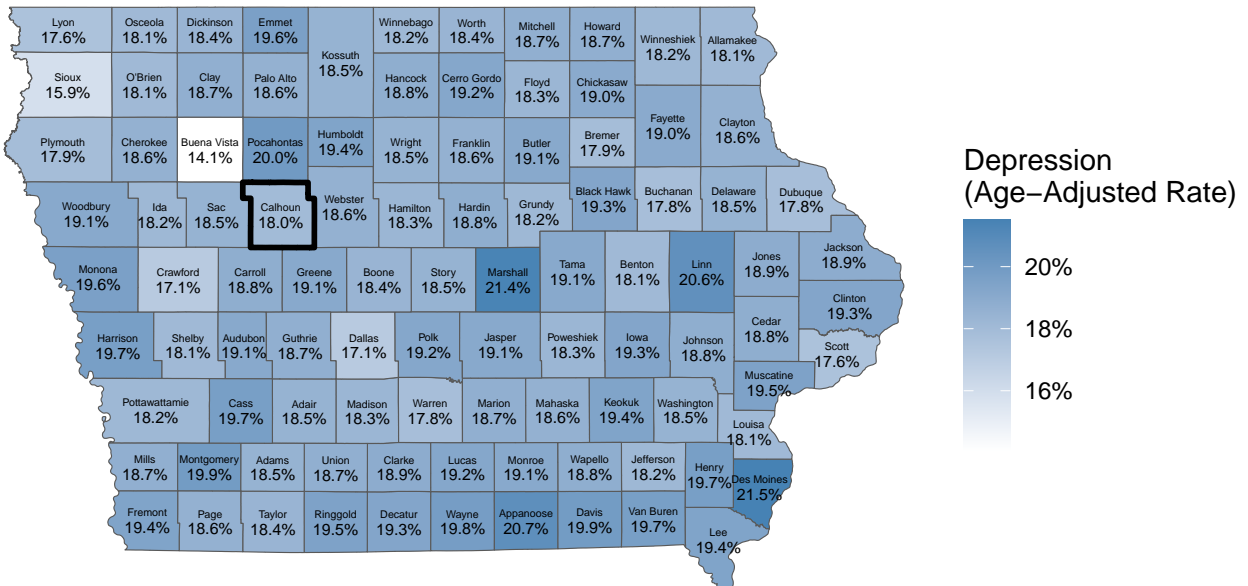 Lyon
17.6%
Osceola
18.1%
Dickinson
18.4%
Emmet
19.6%
Kossuth
18.5%
Winnebago
18.2%
Worth
18.4%
Mitchell
18.7%
Howard
18.7%
Winneshiek
18.2%
Allamakee
18.1%
Sioux
15.9%
O'Brien
18.1%
Clay
18.7%
Palo Alto
18.6%
Hancock
18.8%
Cerro Gordo
19.2%
Floyd
18.3%
Chickasaw
19.0%
Fayette
19.0%
Clayton
18.6%
Plymouth
17.9%
Cherokee
18.6%
Buena Vista
14.1%
Pocahontas
20.0%
Humboldt
19.4%
Wright
18.5%
Franklin
18.6%
Butler
19.1%
Bremer
17.9%
Woodbury
19.1%
Ida
18.2%
Sac
18.5%
Calhoun
18.0%
Webster
18.6%
Hamilton
18.3%
Hardin
18.8%
Grundy
18.2%
Black Hawk
19.3%
Buchanan
17.8%
Delaware
18.5%
Dubuque
17.8%
Monona
19.6%
Crawford
17.1%
Carroll
18.8%
Greene
19.1%
Boone
18.4%
Story
18.5%
Marshall
21.4%
Tama
19.1%
Benton
18.1%
Linn
20.6%
Jones
18.9%
Jackson
18.9%
Clinton
19.3%
Harrison
19.7%
Shelby
18.1%
Audubon
19.1%
Guthrie
18.7%
Dallas
17.1%
Polk
19.2%
Jasper
19.1%
Poweshiek
18.3%
Iowa
19.3%
Johnson
18.8%
Cedar
18.8%
Scott
17.6%
Muscatine
19.5%
Pottawattamie
18.2%
Cass
19.7%
Adair
18.5%
Madison
18.3%
Warren
17.8%
Marion
18.7%
Mahaska
18.6%
Keokuk
19.4%
Washington
18.5%
Louisa
18.1%
Mills
18.7%
Montgomery
19.9%
Adams
18.5%
Union
18.7%
Clarke
18.9%
Lucas
19.2%
Monroe
19.1%
Wapello
18.8%
Jefferson
18.2%
Henry
19.7%
Des Moines
21.5%
Fremont
19.4%
Page
18.6%
Taylor
18.4%
Ringgold
19.5%
Decatur
19.3%
Wayne
19.8%
Appanoose
20.7%
Davis
19.9%
Van Buren
19.7%
Lee
19.4%
Depression
(Age−Adjusted Rate)
20%
18%
16%